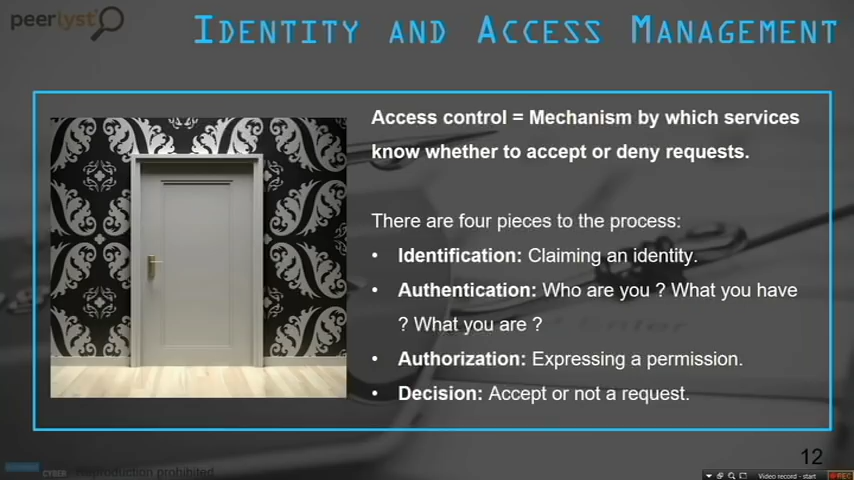 peerlyst
IDENTITY AND ACCESS MANAGEMENT
Access control = Mechanism by which services
know whether to accept or deny requests.
There are four pieces to the process:
• Identification: Claiming an identity.
• Authentication: Who are you ? What you have
? What you are ?
• Authorization: Expressing a permission.
• Decision: Accept or not a request.
Enter
12
CYBER Reproduction prohibited
Video record - start REC